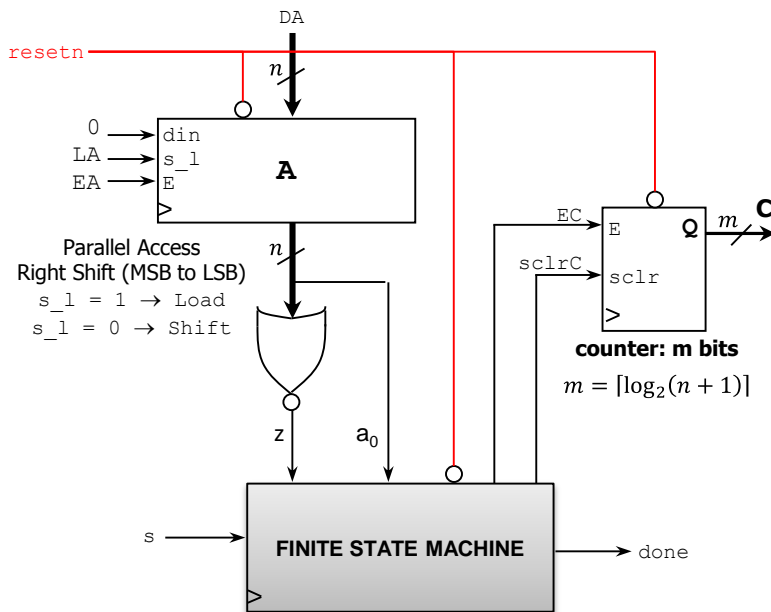 DA
resetn
n
0
din
LA
s_l
A
EA
E
EC
E
Q
m
C
Parallel Access
Right Shift (MSB to LSB)
s_l = 1 → Load
s_l = 0 → Shift
n
sclrC
sclr
counter: m bits
m = ⌈log₂(n + 1)⌉
z
a₀
s
FINITE STATE MACHINE
done